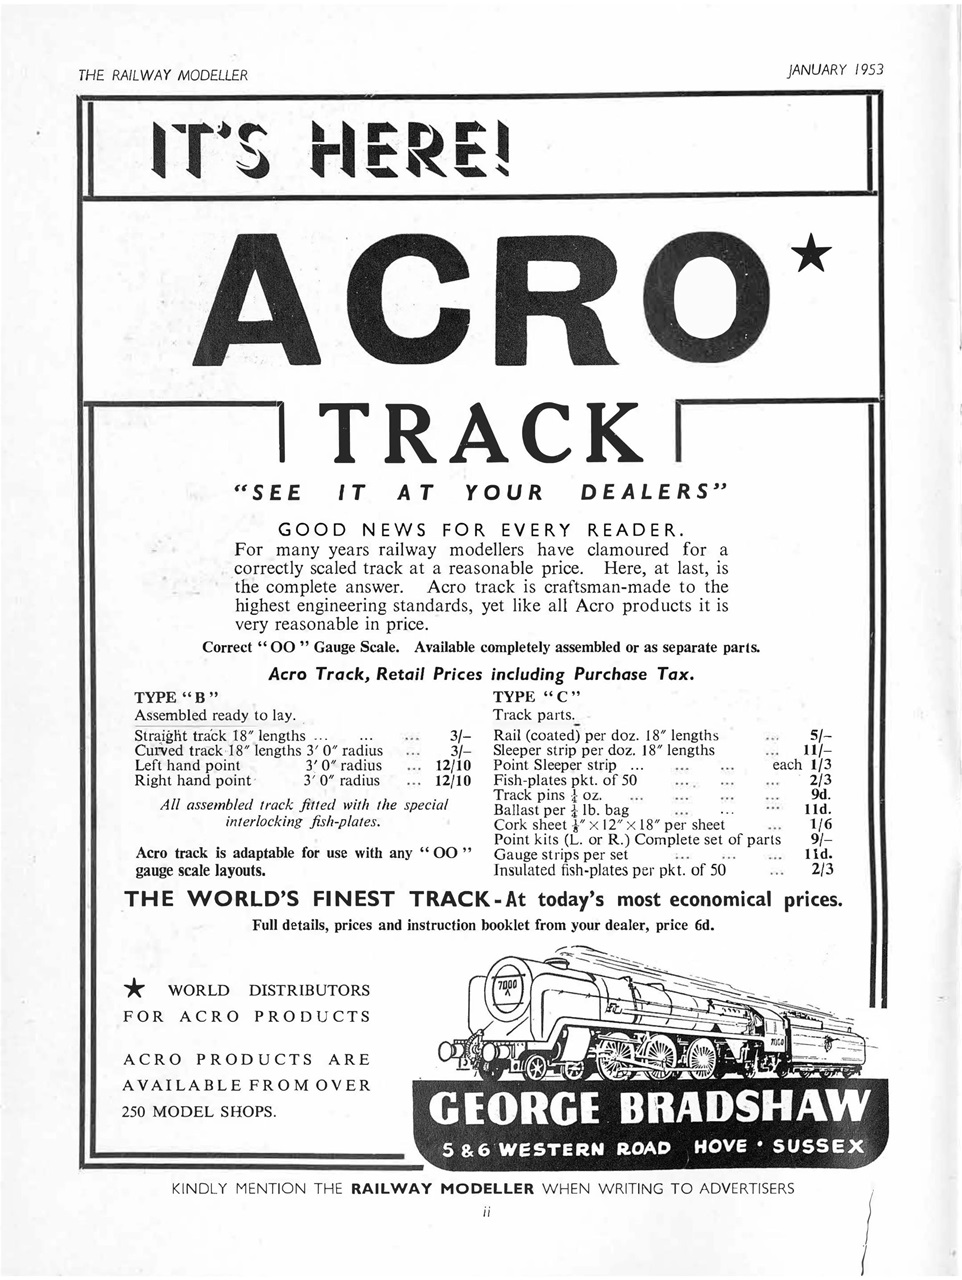 THE RAILWAY MODELLER
JANUARY 1953
IT'S HERE!
ACRO★
TRACK
"SEE IT AT YOUR DEALERS"
GOOD NEWS FOR EVERY READER.
For many years railway modellers have clamoured for a
correctly scaled track at a reasonable price. Here, at last, is
the complete answer. Acro track is craftsman-made to the
highest engineering standards, yet like all Acro products it is
very reasonable in price.
Correct "OO" Gauge Scale. Available completely assembled or as separate parts.
Acro Track, Retail Prices including Purchase Tax.
TYPE "B"
Assembled ready to lay.
Straight track 18" lengths ... ... ... 3/-
Curved track 18" lengths 3' 0" radius ... 3/-
Left hand point 3' 0" radius ... 12/10
Right hand point 3' 0" radius ... 12/10
All assembled track fitted with the special
interlocking fish-plates.
Acro track is adaptable for use with any "OO"
gauge scale layouts.
TYPE "C"
Track parts.
Rail (coated) per doz. 18" lengths ... 5/-
Sleeper strip per doz. 18" lengths ... 11/-
Point Sleeper strip ... ... ... each 1/3
Fish-plates pkt. of 50 ... ... ... 2/3
Track pins ½ oz. ... ... ... ... 9d.
Ballast per ¼ lb. bag ... ... ... 11d.
Cork sheet ⅛" × 12" × 18" per sheet ... 1/6
Point kits (L. or R.) Complete set of parts 9/-
Gauge strips per set ... ... ... 11d.
Insulated fish-plates per pkt. of 50 ... 2/3
THE WORLD'S FINEST TRACK - At today's most economical prices.
Full details, prices and instruction booklet from your dealer, price 6d.
★ WORLD DISTRIBUTORS
FOR ACRO PRODUCTS
ACRO PRODUCTS ARE
AVAILABLE FROM OVER
250 MODEL SHOPS.
7000
A
7000
GEORGE BRADSHAW
5 & 6 WESTERN ROAD HOVE • SUSSEX
KINDLY MENTION THE RAILWAY MODELLER WHEN WRITING TO ADVERTISERS
ii